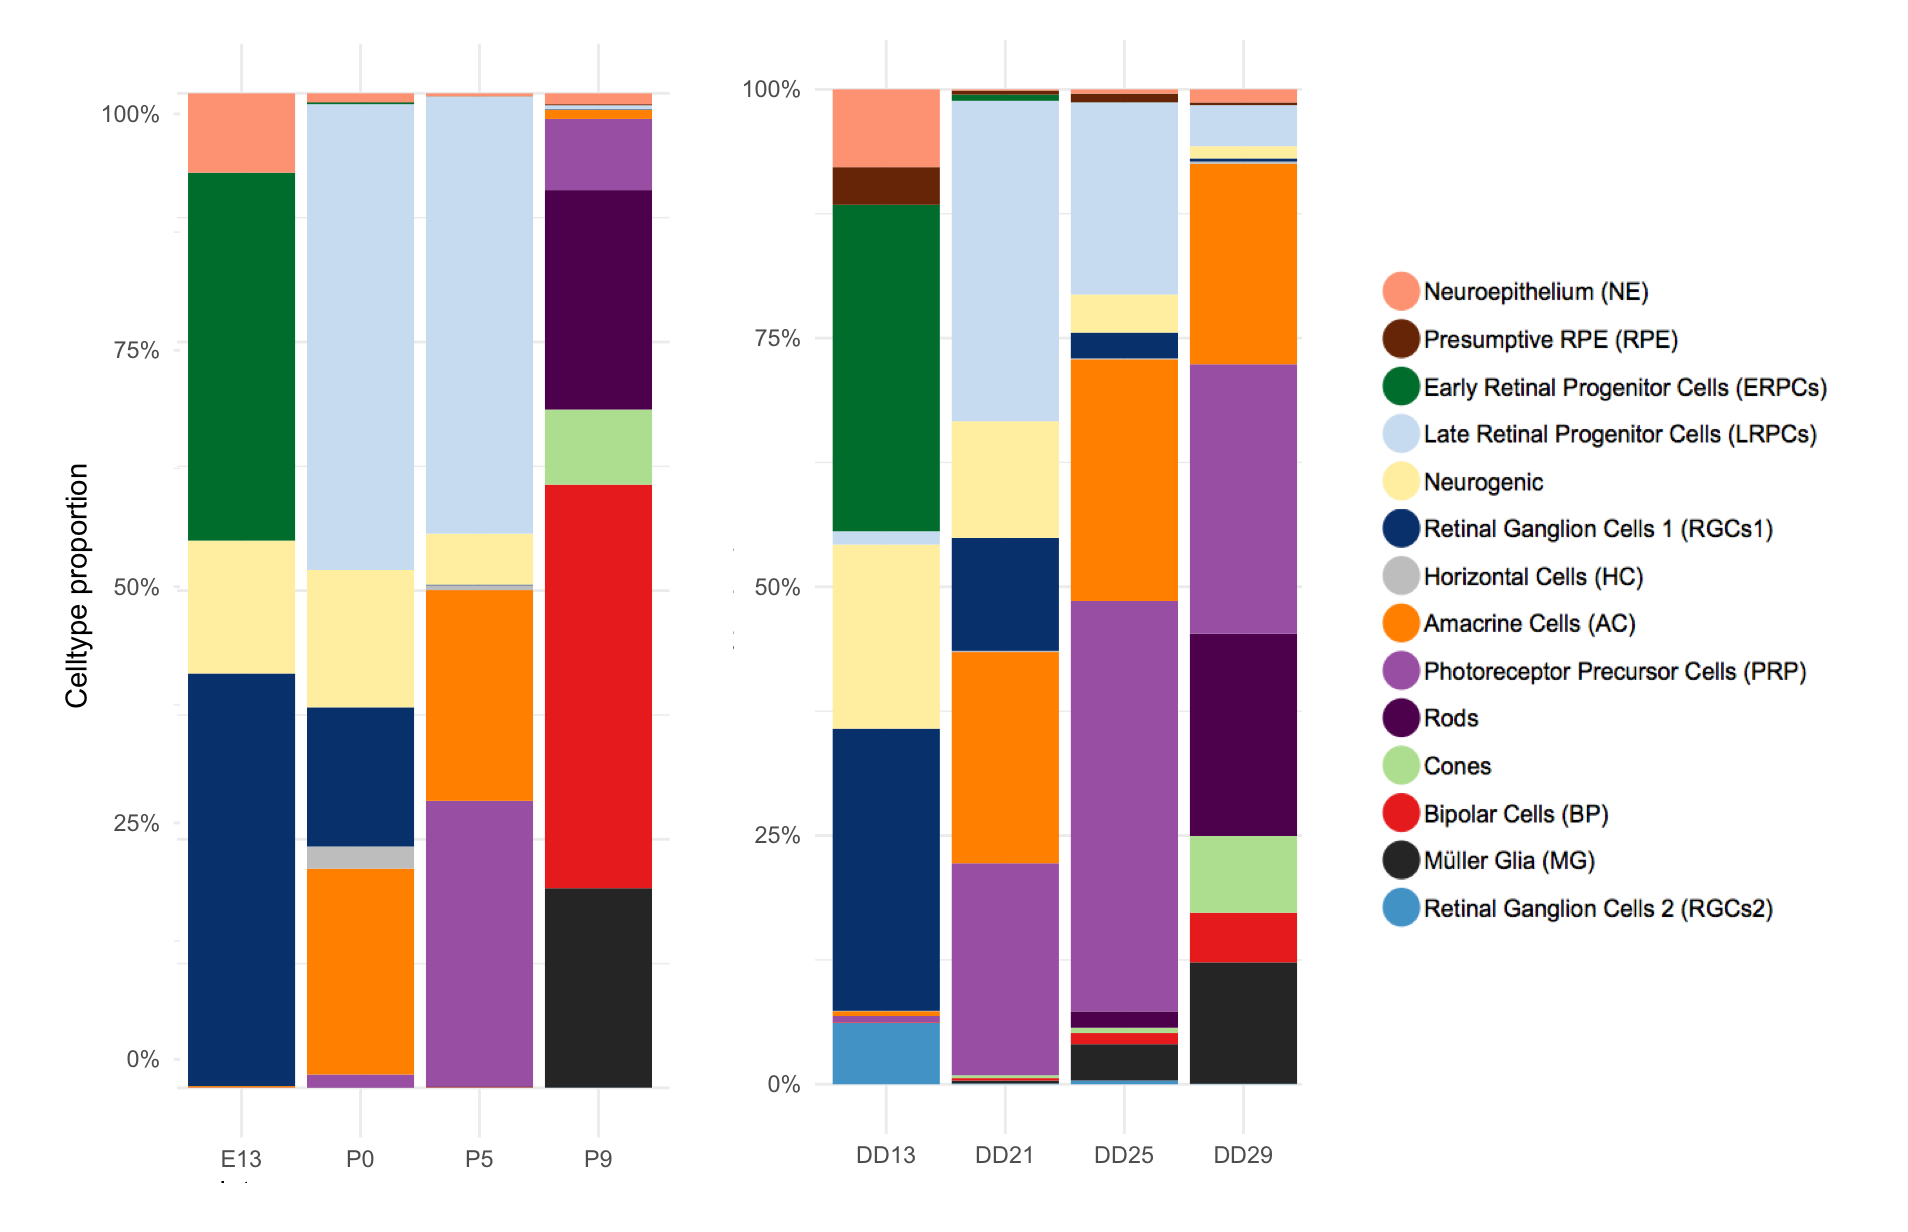 Celltype proportion
100%
75%
50%
25%
0%
E13 P0 P5 P9
100%
75%
50%
25%
0%
DD13 DD21 DD25 DD29
Neuroepithelium (NE)
Presumptive RPE (RPE)
Early Retinal Progenitor Cells (ERPCs)
Late Retinal Progenitor Cells (LRPCs)
Neurogenic
Retinal Ganglion Cells 1 (RGCs1)
Horizontal Cells (HC)
Amacrine Cells (AC)
Photoreceptor Precursor Cells (PRP)
Rods
Cones
Bipolar Cells (BP)
Müller Glia (MG)
Retinal Ganglion Cells 2 (RGCs2)